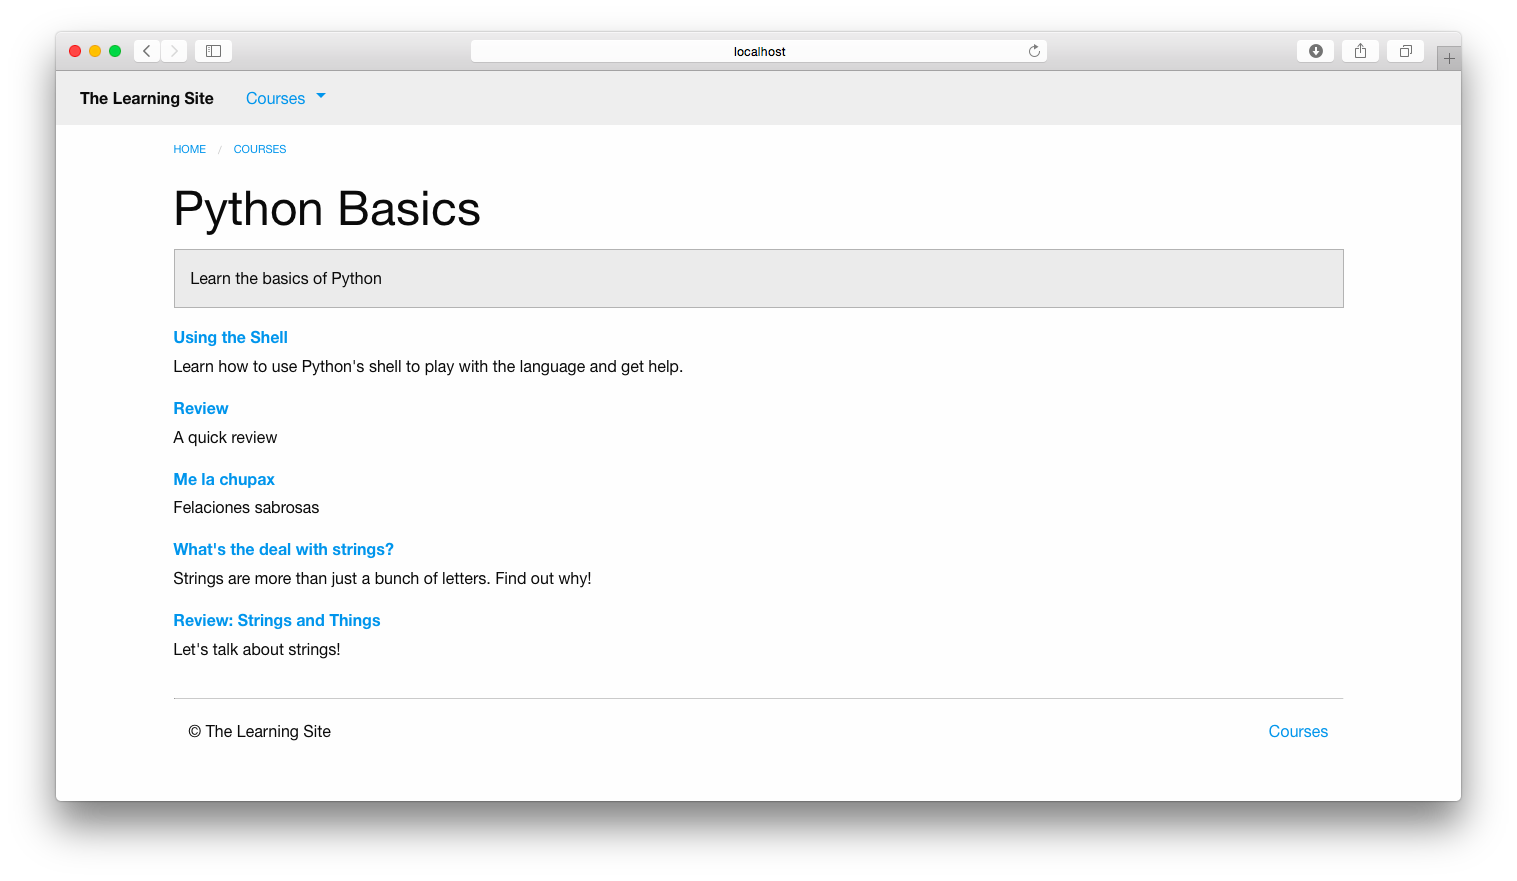 localhost
The Learning Site Courses
HOME / COURSES
Python Basics
Learn the basics of Python
Using the Shell
Learn how to use Python's shell to play with the language and get help.
Review
A quick review
Me la chupax
Felaciones sabrosas
What's the deal with strings?
Strings are more than just a bunch of letters. Find out why!
Review: Strings and Things
Let's talk about strings!
© The Learning Site Courses